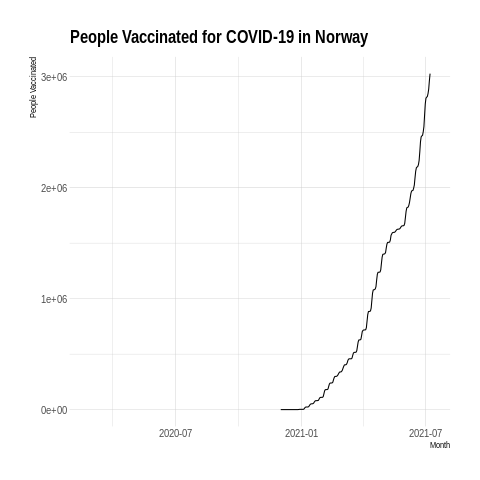 People Vaccinated for COVID-19 in Norway
People Vaccinated
3e+06
2e+06
1e+06
0e+00
2020-07
2021-01
2021-07
Month